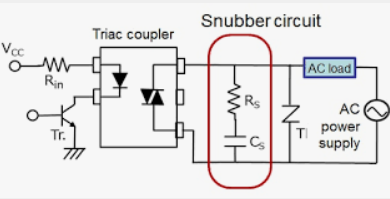 Snubber circuit
Triac coupler
Vcc
Rin
Tr.
Rs
Cs
T
AC load
AC
power
supply